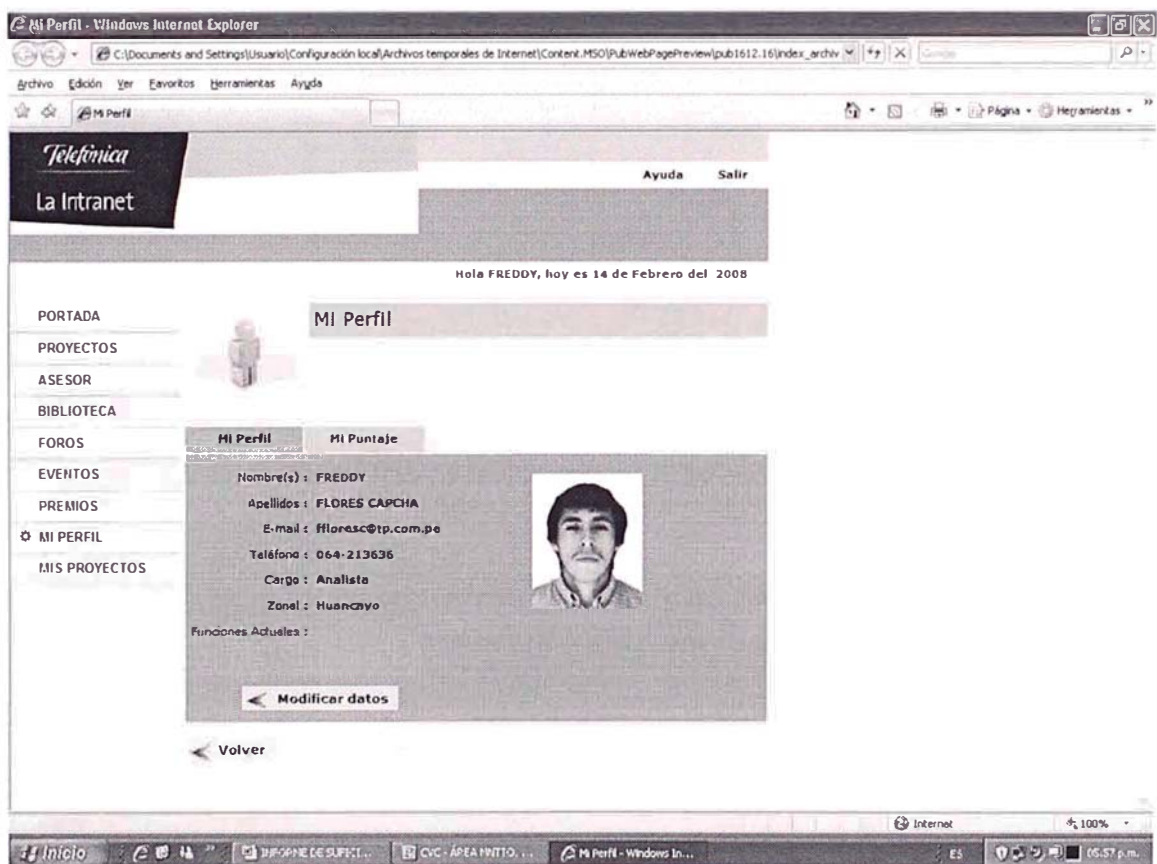 Mi Perfil - Windows Internet Explorer
C:\Documents and Settings\Usuario\Configuración local\Archivos temporales de Internet\Content.MSO\PubWebPagePreview\pub1612.16\index_archiv
Google
Archivo Edición Ver Favoritos Herramientas Ayuda
Mi Perfil
Página Herramientas
Telefónica
La Intranet
Ayuda Salir
Hola FREDDY, hoy es 14 de Febrero del 2008
Mi Perfil
PORTADA
PROYECTOS
ASESOR
BIBLIOTECA
FOROS
EVENTOS
PREMIOS
MI PERFIL
MIS PROYECTOS
Mi Perfil Mi Puntaje
Nombre(s) : FREDDY
Apellidos : FLORES CAPCHA
E-mail : ffloresc@tp.com.pe
Teléfono : 064-213636
Cargo : Analista
Zonal : Huancayo
Funciones Actuales :
Modificar datos
Volver
Internet 100%
Inicio INFORME DE SUFICI... CVC - ÁREA MNTTO. ... Mi Perfil - Windows In... ES 05:57 p.m.